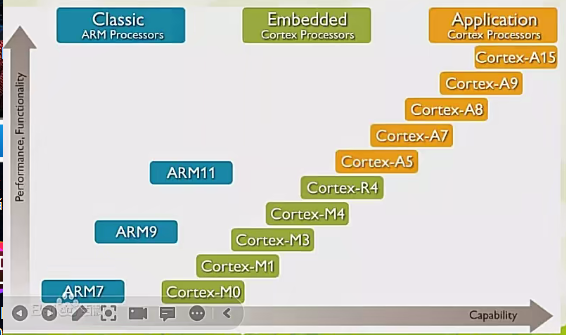 Classic
ARM Processors
Embedded
Cortex Processors
Application
Cortex Processors
Cortex-A15
Cortex-A9
Cortex-A8
Cortex-A7
Cortex-A5
ARM11
Cortex-R4
Cortex-M4
ARM9
Cortex-M3
Cortex-M1
ARM7
Cortex-M0
Performance, Functionality
Capability